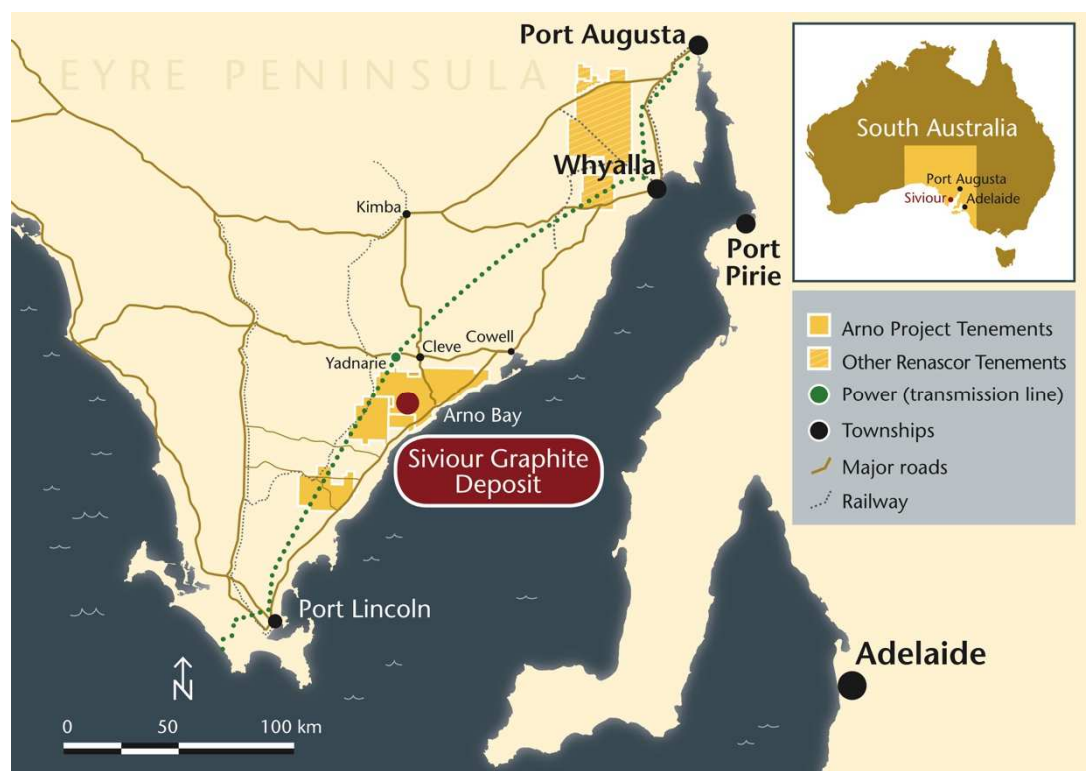 EYRE PENINSULA
Port Augusta
Whyalla
Kimba
Port
Pirie
Cowell
Cleve
Yadnarie
Arno Bay
Siviour Graphite
Deposit
Port Lincoln
Adelaide
N
0 50 100 km
South Australia
Port Augusta
Siviour
Adelaide
Arno Project Tenements
Other Renascor Tenements
Power (transmission line)
Townships
Major roads
Railway